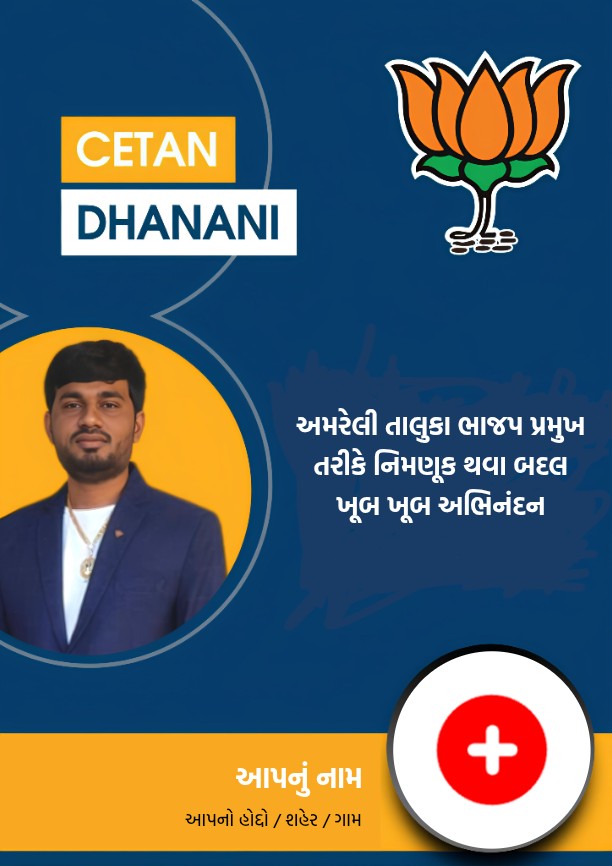 CETAN
DHANANI
અમરેલી તાલુકા ભાજપ પ્રમુખ
તરીકે નિમણૂક થવા બદલ
ખૂબ ખૂબ અભિનંદન
આપનું નામ
આપનો હોદ્દો / શહેર / ગામ